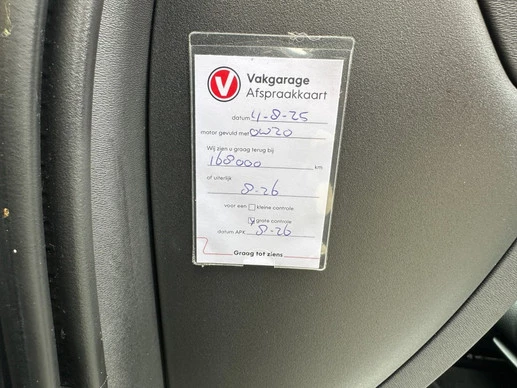 V Vakgarage
Afspraakkaart
datum 4-8-25
motor gevuld met 0W20
Wij zien u graag terug bij
168000 km
of uiterlijk
8-26
voor een kleine controle
grote controle
datum APK 8-26
Graag tot ziens